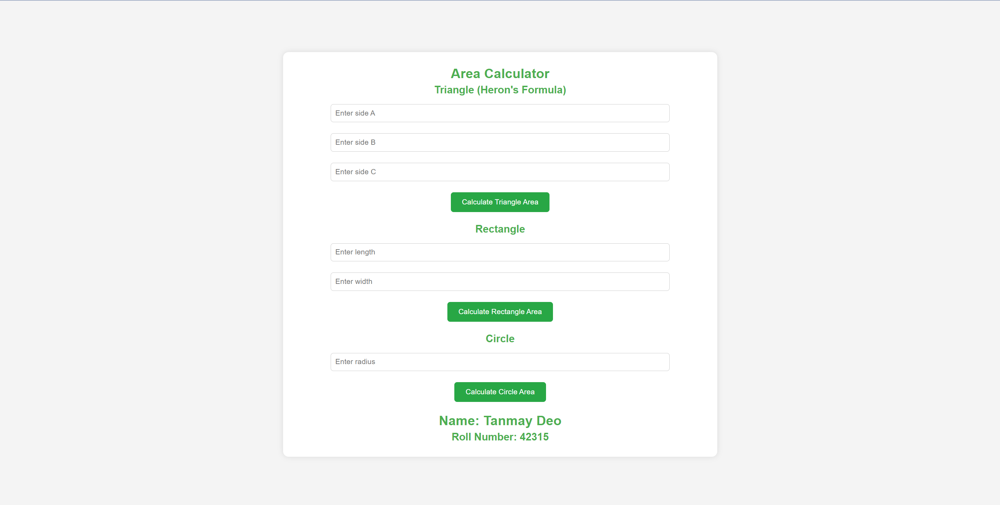 Area Calculator
Triangle (Heron's Formula)
Enter side A
Enter side B
Enter side C
Calculate Triangle Area
Rectangle
Enter length
Enter width
Calculate Rectangle Area
Circle
Enter radius
Calculate Circle Area
Name: Tanmay Deo
Roll Number: 42315